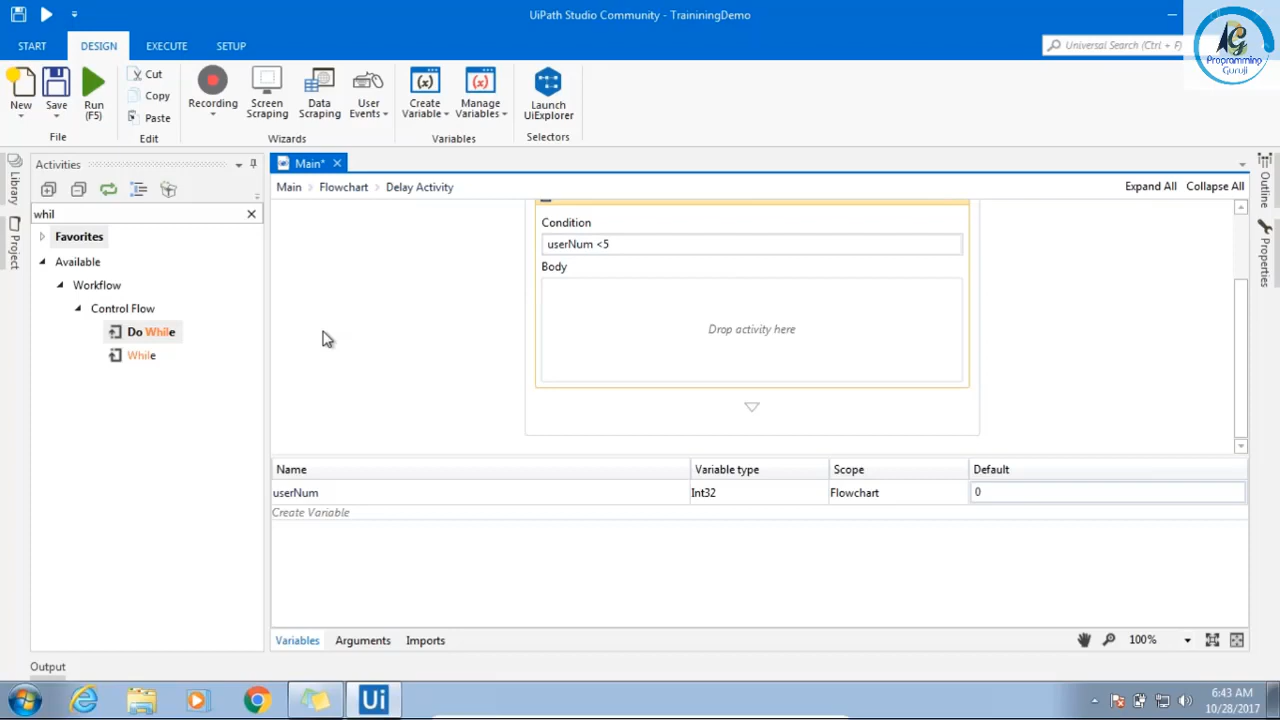 UiPath Studio Community - TraininingDemo
START DESIGN EXECUTE SETUP
Universal Search (Ctrl + F)
Programming
Guruji
New Save Run (F5)
Cut
Copy
Paste
Recording Screen Scraping Data Scraping User Events
Create Variable Manage Variables
Launch UiExplorer
File Edit Wizards Variables Selectors
Library
Project
Activities
whil
Favorites
Available
Workflow
Control Flow
Do While
While
Main*
Main > Flowchart > Delay Activity
Expand All Collapse All
Condition
userNum <5
Body
Drop activity here
Outline
Properties
Name Variable type Scope Default
userNum Int32 Flowchart 0
Create Variable
Variables Arguments Imports
100%
Output
Ui
6:43 AM
10/28/2017